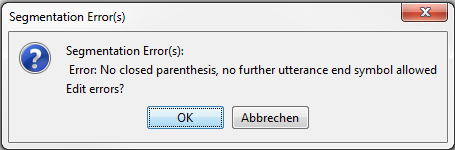 Segmentation Error(s)
Segmentation Error(s):
Error: No closed parenthesis, no further utterance end symbol allowed
Edit errors?
OK
Abbrechen